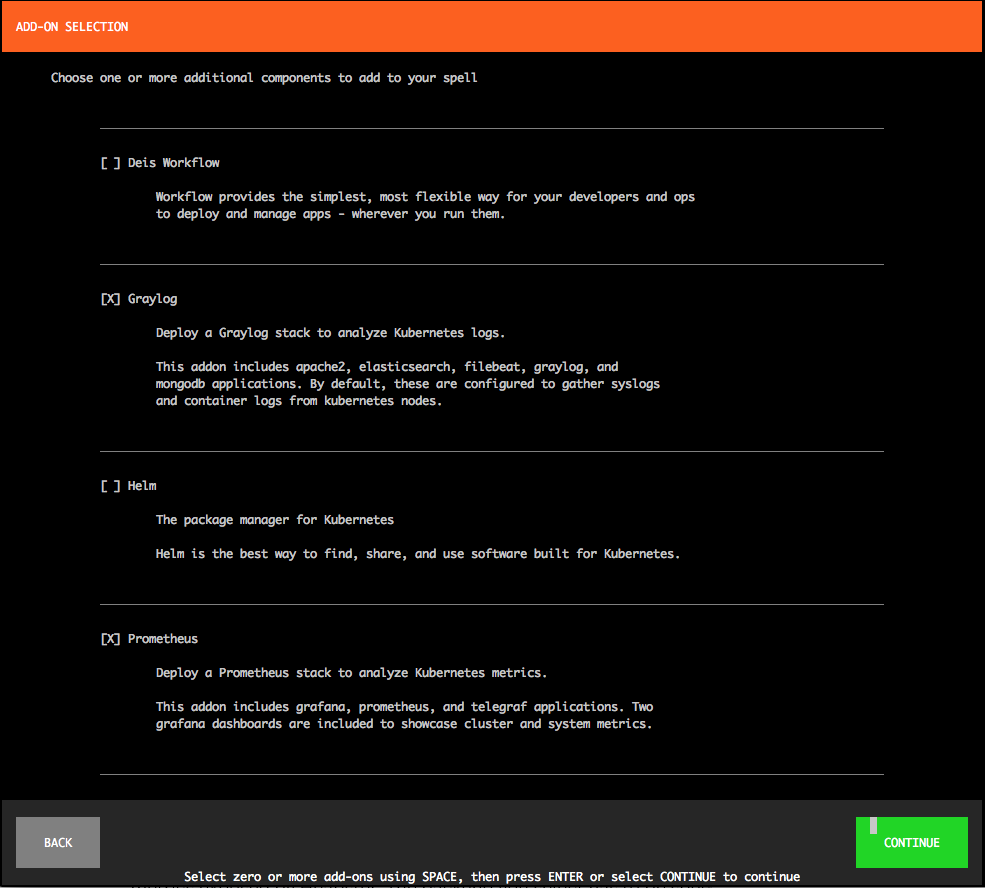 ADD-ON SELECTION
Choose one or more additional components to add to your spell
[ ] Deis Workflow
Workflow provides the simplest, most flexible way for your developers and ops
to deploy and manage apps - wherever you run them.
[X] Graylog
Deploy a Graylog stack to analyze Kubernetes logs.
This addon includes apache2, elasticsearch, filebeat, graylog, and
mongodb applications. By default, these are configured to gather syslogs
and container logs from kubernetes nodes.
[ ] Helm
The package manager for Kubernetes
Helm is the best way to find, share, and use software built for Kubernetes.
[X] Prometheus
Deploy a Prometheus stack to analyze Kubernetes metrics.
This addon includes grafana, prometheus, and telegraf applications. Two
grafana dashboards are included to showcase cluster and system metrics.
BACK
CONTINUE
Select zero or more add-ons using SPACE, then press ENTER or select CONTINUE to continue